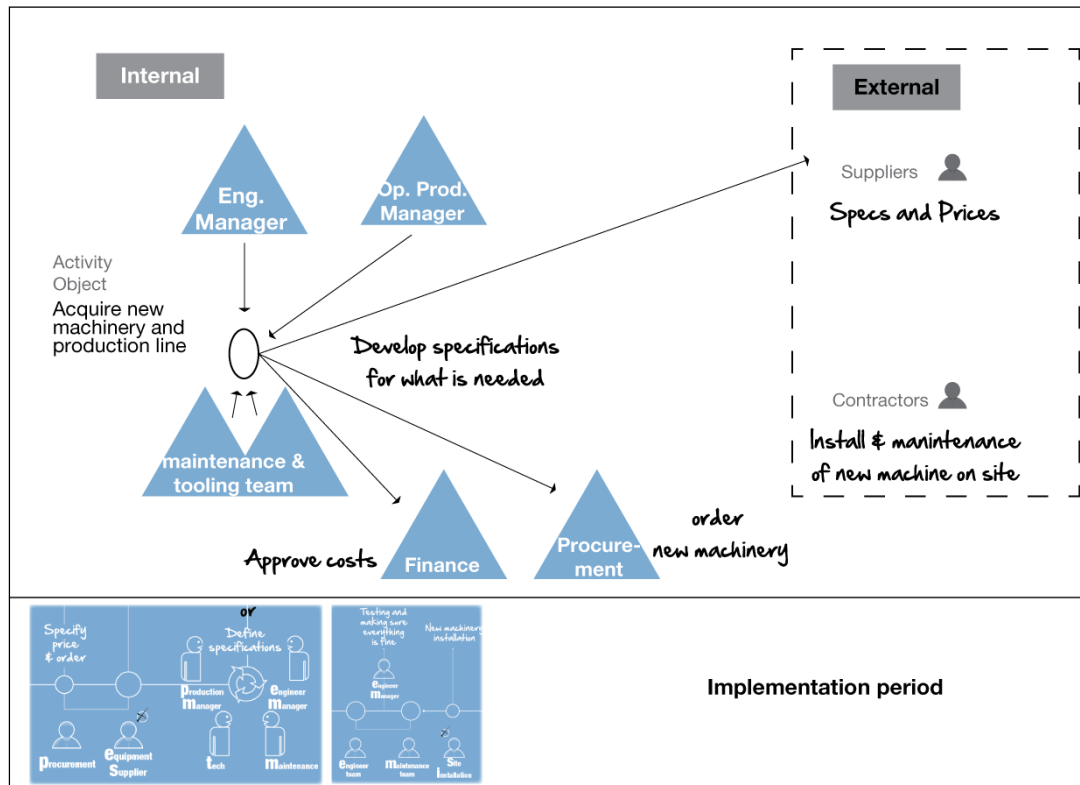 Internal
External
Eng.
Manager
Op. Prod.
Manager
Suppliers
Specs and Prices
Activity
Object
Acquire new
machinery and
production line
Develop specifications
for what is needed
Contractors
Install & manintenance
of new machine on site
maintenance &
tooling team
Approve costs
Finance
Procure-
ment
order
new machinery
or
Specify
price
& order
Define
specifications
production
manager
engineer
manager
procurement
equipment
Supplier
tech
maintenance
Testing and
making sure
everything
is fine
New machinery
installation
engineer
manager
engineer
team
maintenance
team
Site
installation
Implementation period